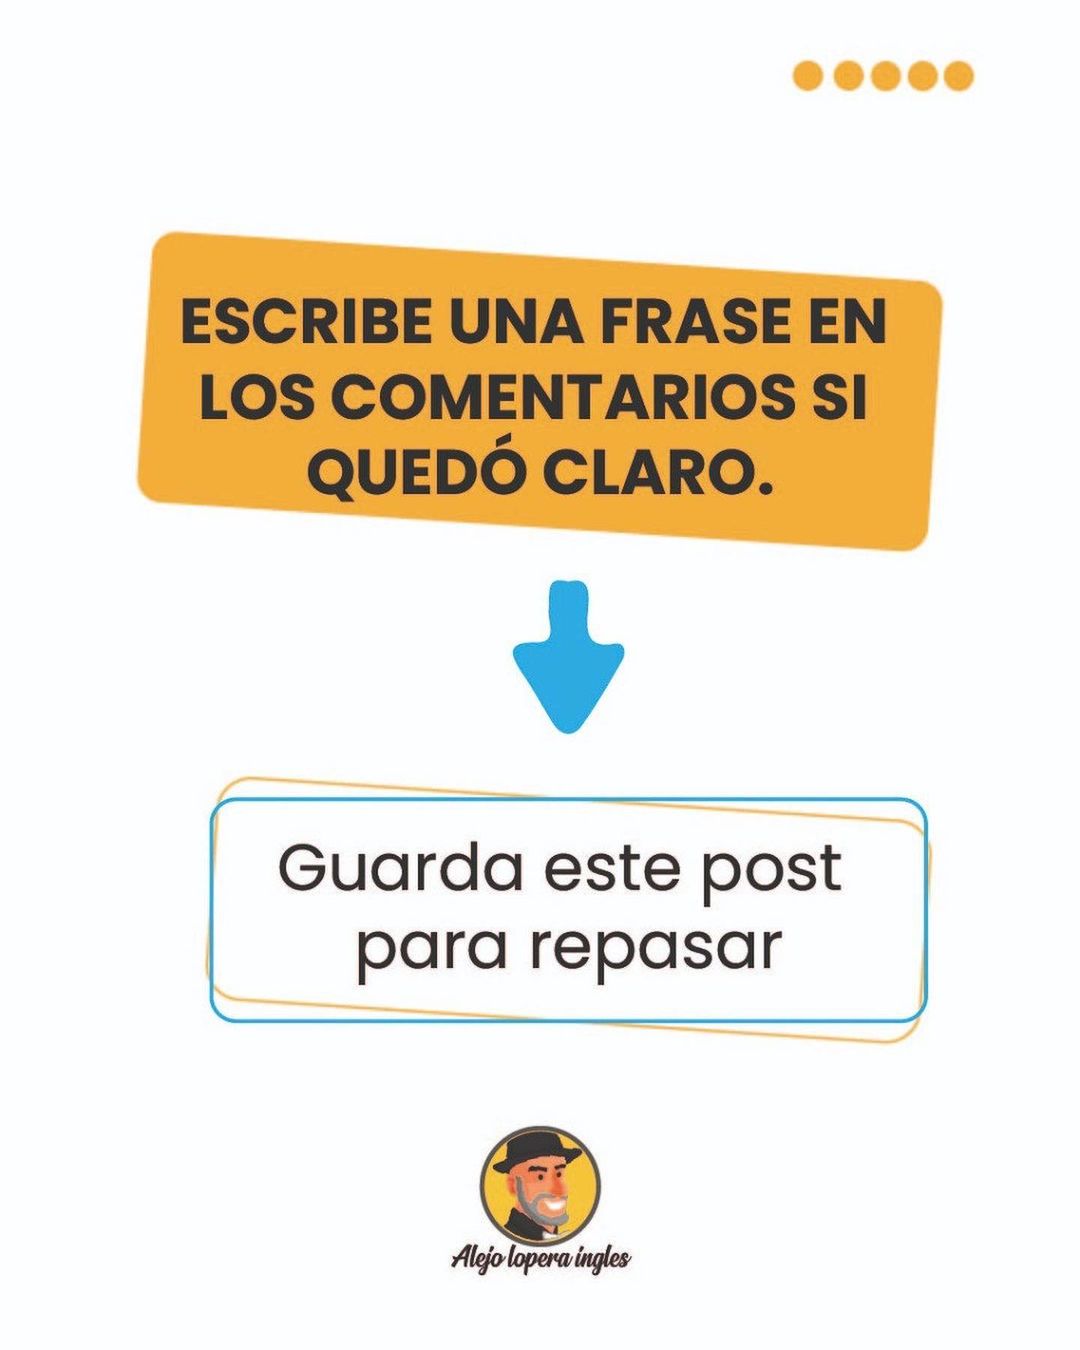 ESCRIBE UNA FRASE EN
LOS COMENTARIOS SI
QUEDÓ CLARO.
Guarda este post
para repasar
Alejo lopera ingles